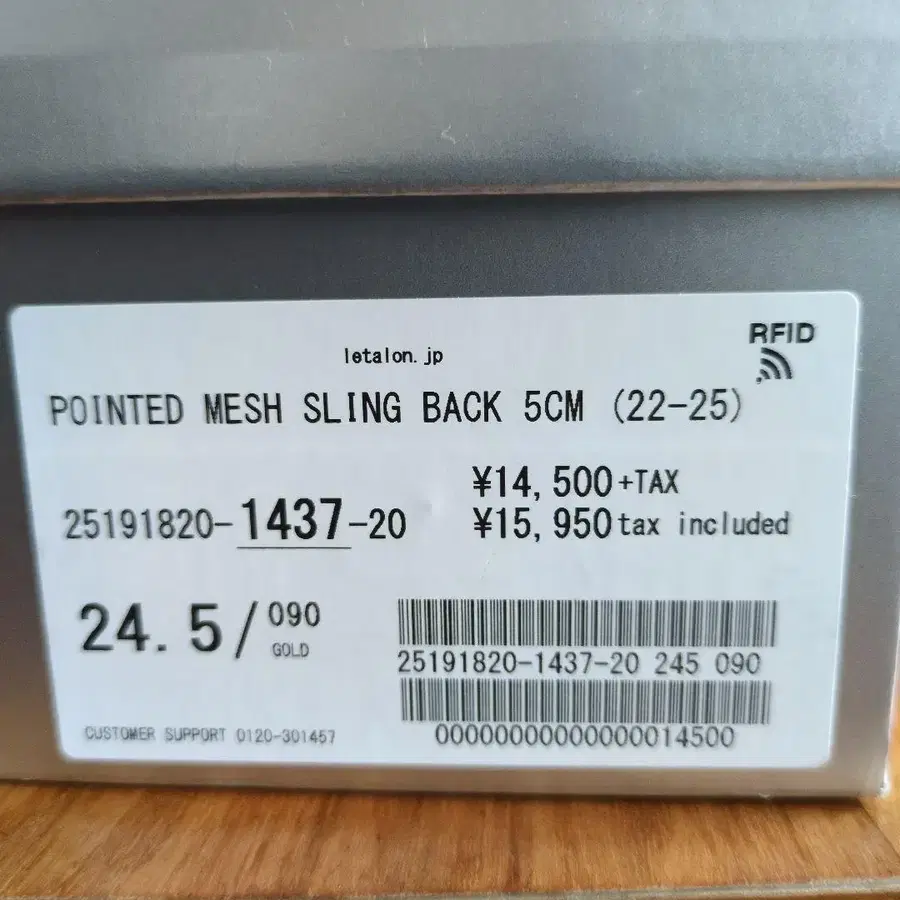 RFID
letalon.jp
POINTED MESH SLING BACK 5CM (22-25)
¥14,500+TAX
25191820-1437-20
¥15,950 tax included
24.5/090
GOLD
25191820-1437-20 245 090
CUSTOMER SUPPORT 0120-301457
00000000000000014500